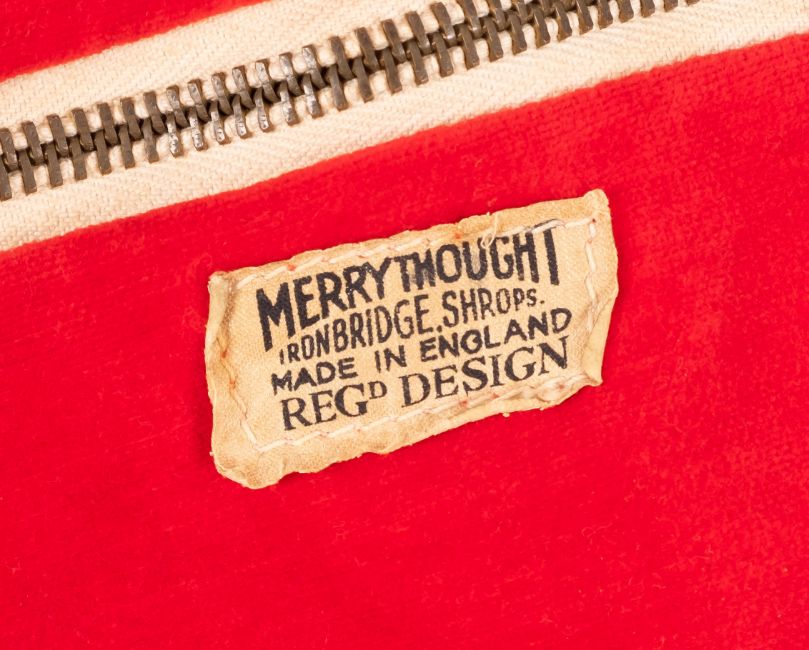 MERRYTHOUGHT
IRONBRIDGE.SHROPS.
MADE IN ENGLAND
REGD DESIGN